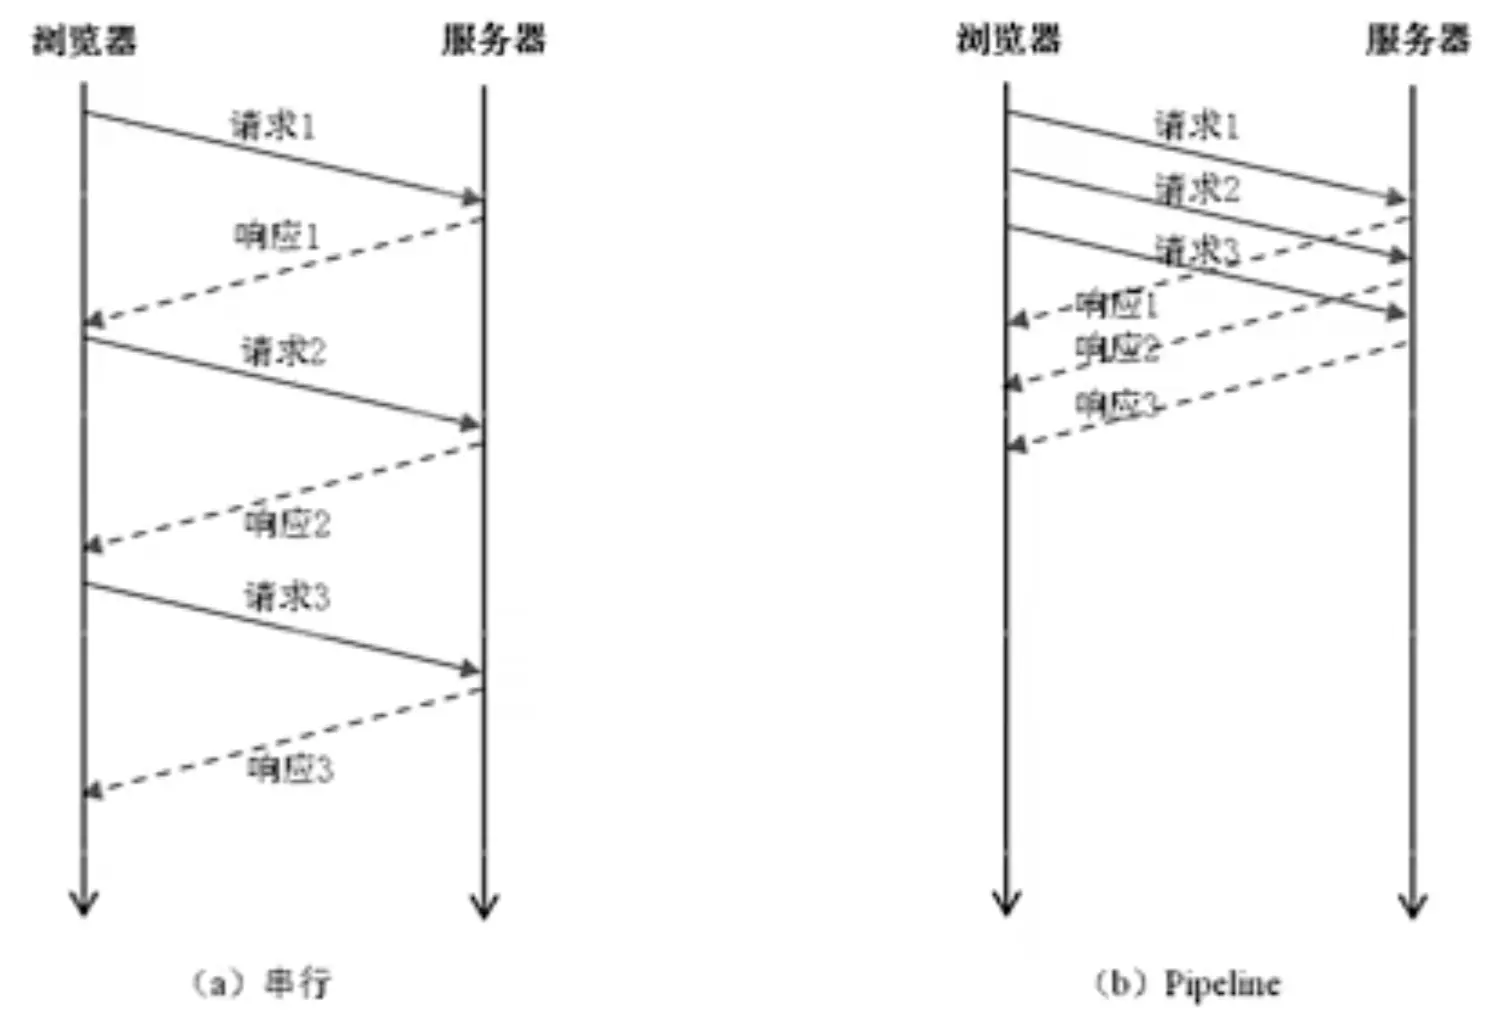 浏览器
服务器
请求1
响应1
请求2
响应2
请求3
响应3
(a) 串行
浏览器
服务器
请求1
请求2
请求3
响应1
响应2
响应3
(b) Pipeline